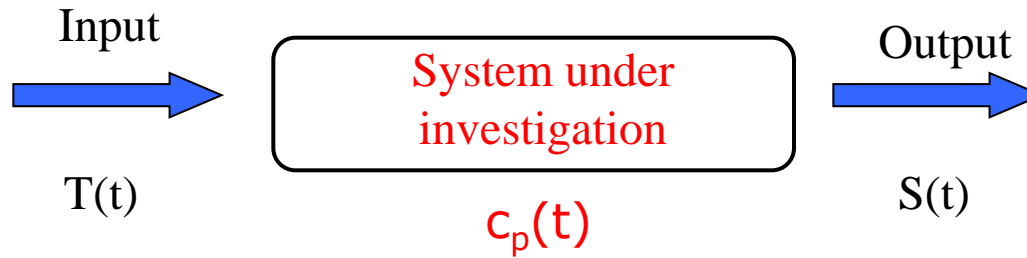 Input
System under
investigation
Output
T(t)
cp(t)
S(t)